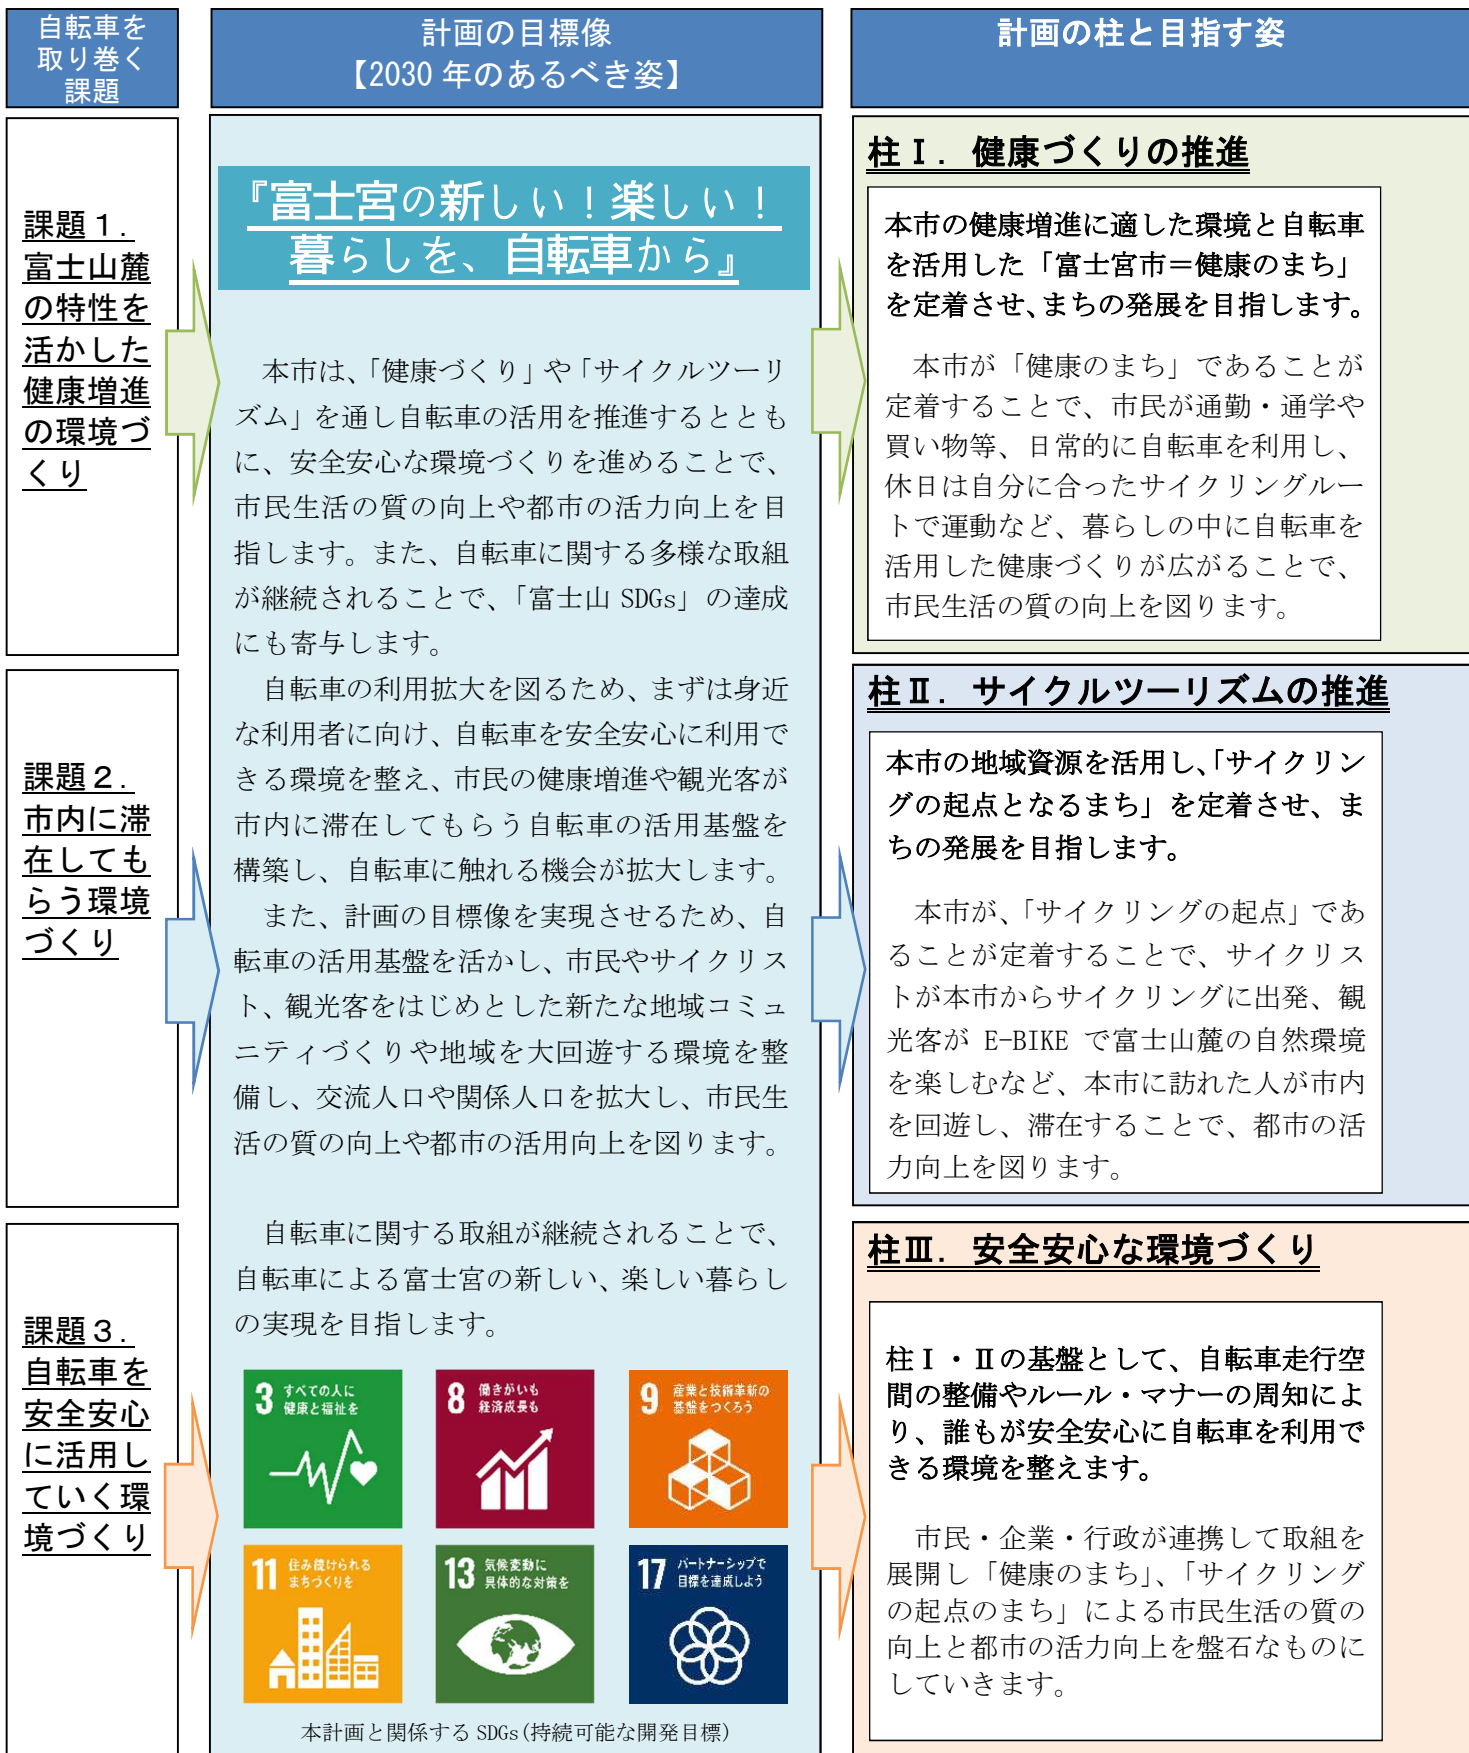 自転車を
取り巻く
課題
計画の目標像
【2030 年のあるべき姿】
計画の柱と目指す姿
課題１．
富士山麓
の特性を
活かした
健康増進
の環境づ
くり
課題２．
市内に滞
在しても
らう環境
づくり
課題３．
自転車を
安全安心
に活用し
ていく環
境づくり
『富士宮の新しい！楽しい！
暮らしを、自転車から』
本市は、「健康づくり」や「サイクルツーリ
ズム」を通し自転車の活用を推進するととも
に、安全安心な環境づくりを進めることで、
市民生活の質の向上や都市の活力向上を目
指します。また、自転車に関する多様な取組
が継続されることで、「富士山 SDGs」の達成
にも寄与します。
自転車の利用拡大を図るため、まずは身近
な利用者に向け、自転車を安全安心に利用で
きる環境を整え、市民の健康増進や観光客が
市内に滞在してもらう自転車の活用基盤を
構築し、自転車に触れる機会が拡大します。
また、計画の目標像を実現させるため、自
転車の活用基盤を活かし、市民やサイクリス
ト、観光客をはじめとした新たな地域コミュ
ニティづくりや地域を大回遊する環境を整
備し、交流人口や関係人口を拡大し、市民生
活の質の向上や都市の活用向上を図ります。
自転車に関する取組が継続されることで、
自転車による富士宮の新しい、楽しい暮らし
の実現を目指します。
3 すべての人に
健康と福祉を
8 働きがいも
経済成長も
9 産業と技術革新の
基盤をつくろう
11 住み続けられる
まちづくりを
13 気候変動に
具体的な対策を
17 パートナーシップで
目標を達成しよう
本計画と関係する SDGs(持続可能な開発目標)
柱Ⅰ．健康づくりの推進
本市の健康増進に適した環境と自転車
を活用した「富士宮市＝健康のまち」
を定着させ、まちの発展を目指します。
本市が「健康のまち」であることが
定着することで、市民が通勤・通学や
買い物等、日常的に自転車を利用し、
休日は自分に合ったサイクリングルー
トで運動など、暮らしの中に自転車を
活用した健康づくりが広がることで、
市民生活の質の向上を図ります。
柱Ⅱ．サイクルツーリズムの推進
本市の地域資源を活用し、「サイクリン
グの起点となるまち」を定着させ、ま
ちの発展を目指します。
本市が、「サイクリングの起点」であ
ることが定着することで、サイクリス
トが本市からサイクリングに出発、観
光客が E-BIKE で富士山麓の自然環境
を楽しむなど、本市に訪れた人が市内
を回遊し、滞在することで、都市の活
力向上を図ります。
柱Ⅲ．安全安心な環境づくり
柱Ⅰ・Ⅱの基盤として、自転車走行空
間の整備やルール・マナーの周知によ
り、誰もが安全安心に自転車を利用で
きる環境を整えます。
市民・企業・行政が連携して取組を
展開し「健康のまち」、「サイクリング
の起点のまち」による市民生活の質の
向上と都市の活力向上を盤石なものに
していきます。